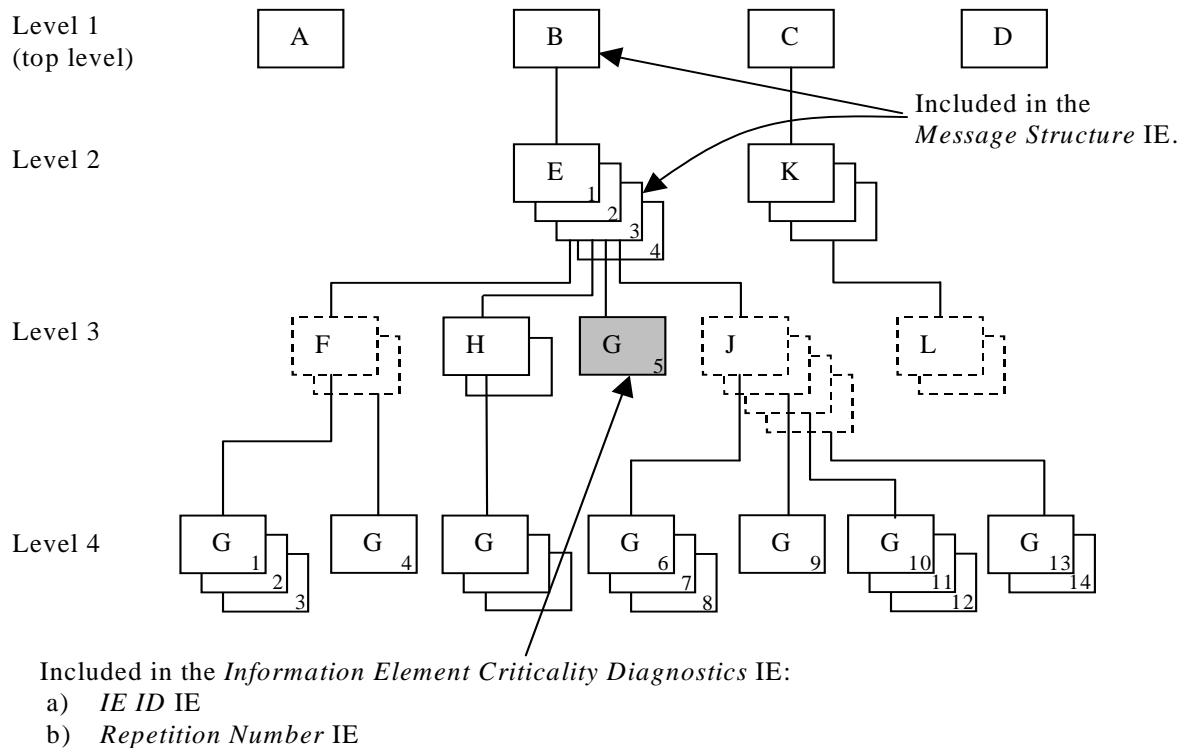 Level 1
(top level)
A
B
C
D
Included in the
Message Structure IE.
Level 2
E
1
2
3
4
K
Level 3
F
H
G
5
J
L
Level 4
G
1
2
3
G
4
G
G
6
7
8
G
9
G
10
11
12
G
13
14
Included in the Information Element Criticality Diagnostics IE:
a) IE ID IE
b) Repetition Number IE